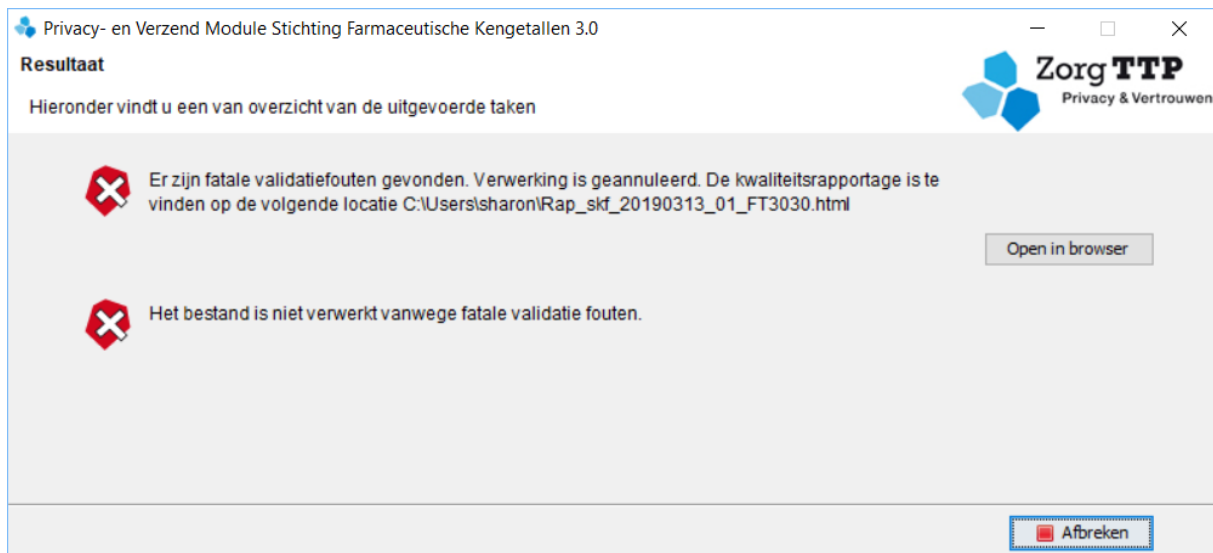 Privacy- en Verzend Module Stichting Farmaceutische Kengetallen 3.0
Resultaat
Hieronder vindt u een van overzicht van de uitgevoerde taken
Zorg TTP
Privacy & Vertrouwen
Er zijn fatale validatiefouten gevonden. Verwerking is geannuleerd. De kwaliteitsrapportage is te
vinden op de volgende locatie C:\Users\sharon\Rap_skf_20190313_01_FT3030.html
Open in browser
Het bestand is niet verwerkt vanwege fatale validatie fouten.
Afbreken